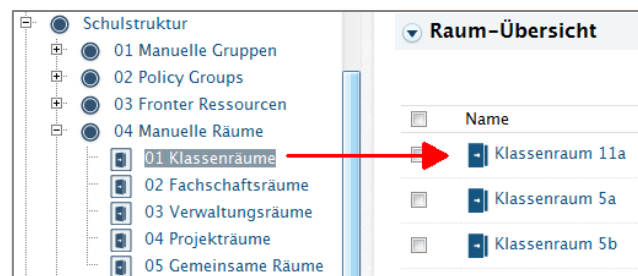 Schulstruktur
01 Manuelle Gruppen
02 Policy Groups
03 Fronter Ressourcen
04 Manuelle Räume
01 Klassenräume
02 Fachschaftsräume
03 Verwaltungsräume
04 Projekträume
05 Gemeinsame Räume
Raum-Übersicht
Name
Klassenraum 11a
Klassenraum 5a
Klassenraum 5b